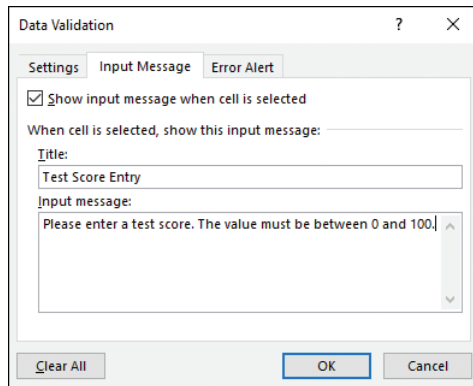 Data Validation ? ×
Settings Input Message Error Alert
Show input message when cell is selected
When cell is selected, show this input message:
Title:
Test Score Entry
Input message:
Please enter a test score. The value must be between 0 and 100.
Clear All OK Cancel